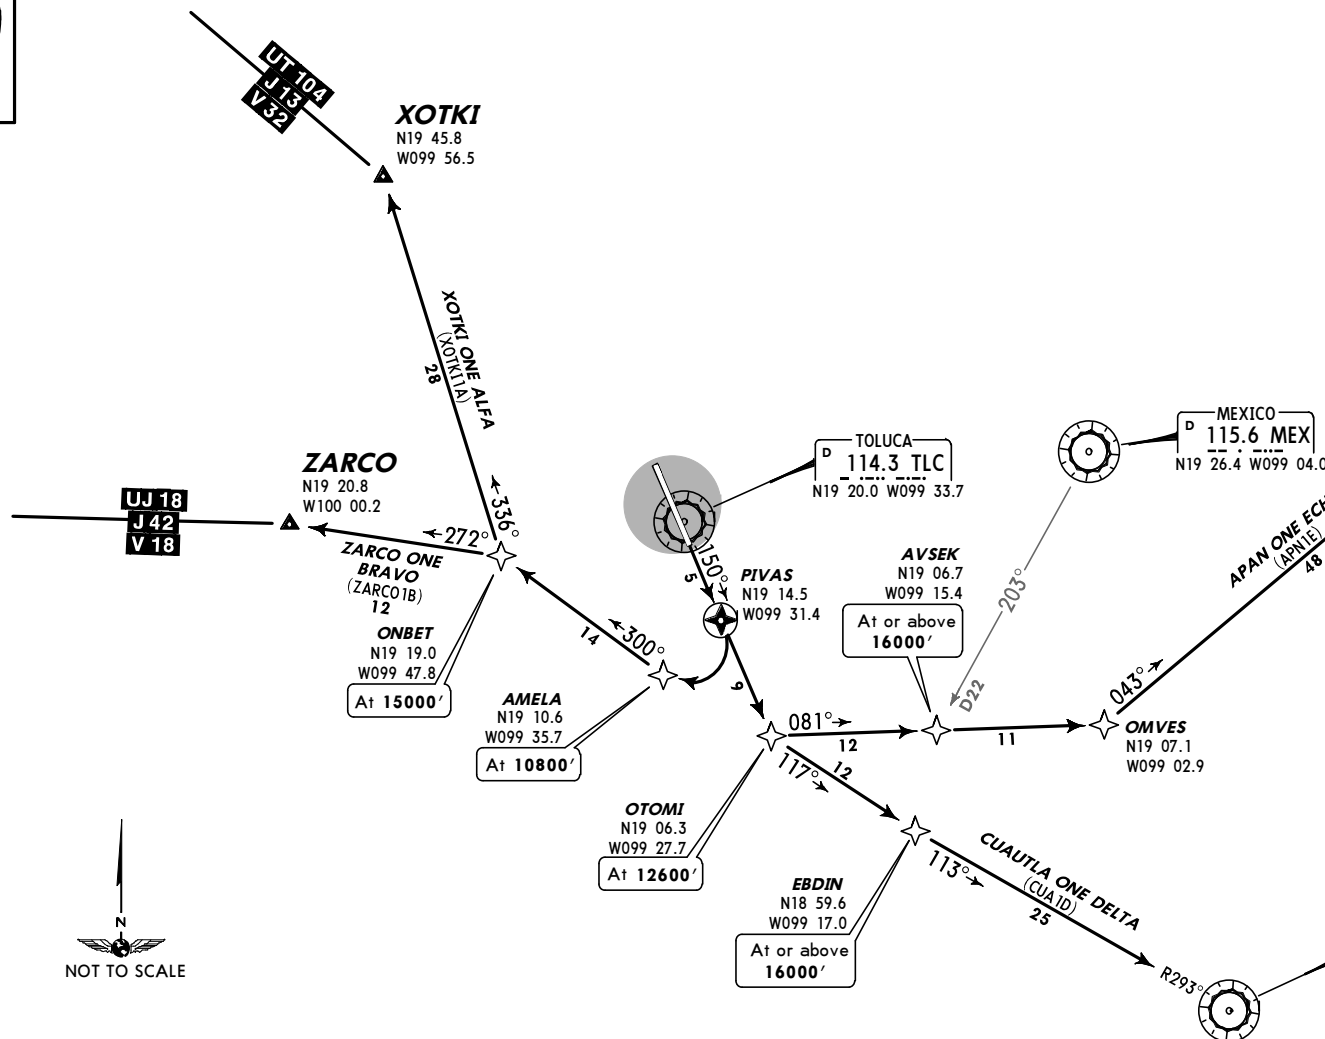 UT 104
J 13
V 32
XOTKI
N19 45.8
W099 56.5
XOTKI ONE ALFA
(XOTKI1A)
28
336°
ZARCO
N19 20.8
W100 00.2
UJ 18
J 42
V 18
272°
ZARCO ONE
BRAVO
(ZARCO1B)
12
ONBET
N19 19.0
W099 47.8
At 15000'
14
300°
AMELA
N19 10.6
W099 35.7
At 10800'
TOLUCA
D 114.3 TLC
N19 20.0 W099 33.7
150°
5
PIVAS
N19 14.5
W099 31.4
9
MEXICO
D 115.6 MEX
N19 26.4 W099 04.0
203°
D22
AVSEK
N19 06.7
W099 15.4
At or above
16000'
APAN ONE ECH
(APN1E)
48
043°
081°
12
11
OMVES
N19 07.1
W099 02.9
117°
12
OTOMI
N19 06.3
W099 27.7
At 12600'
EBDIN
N18 59.6
W099 17.0
At or above
16000'
113°
CUAUTLA ONE DELTA
(CUA1D)
25
R293°
N
NOT TO SCALE